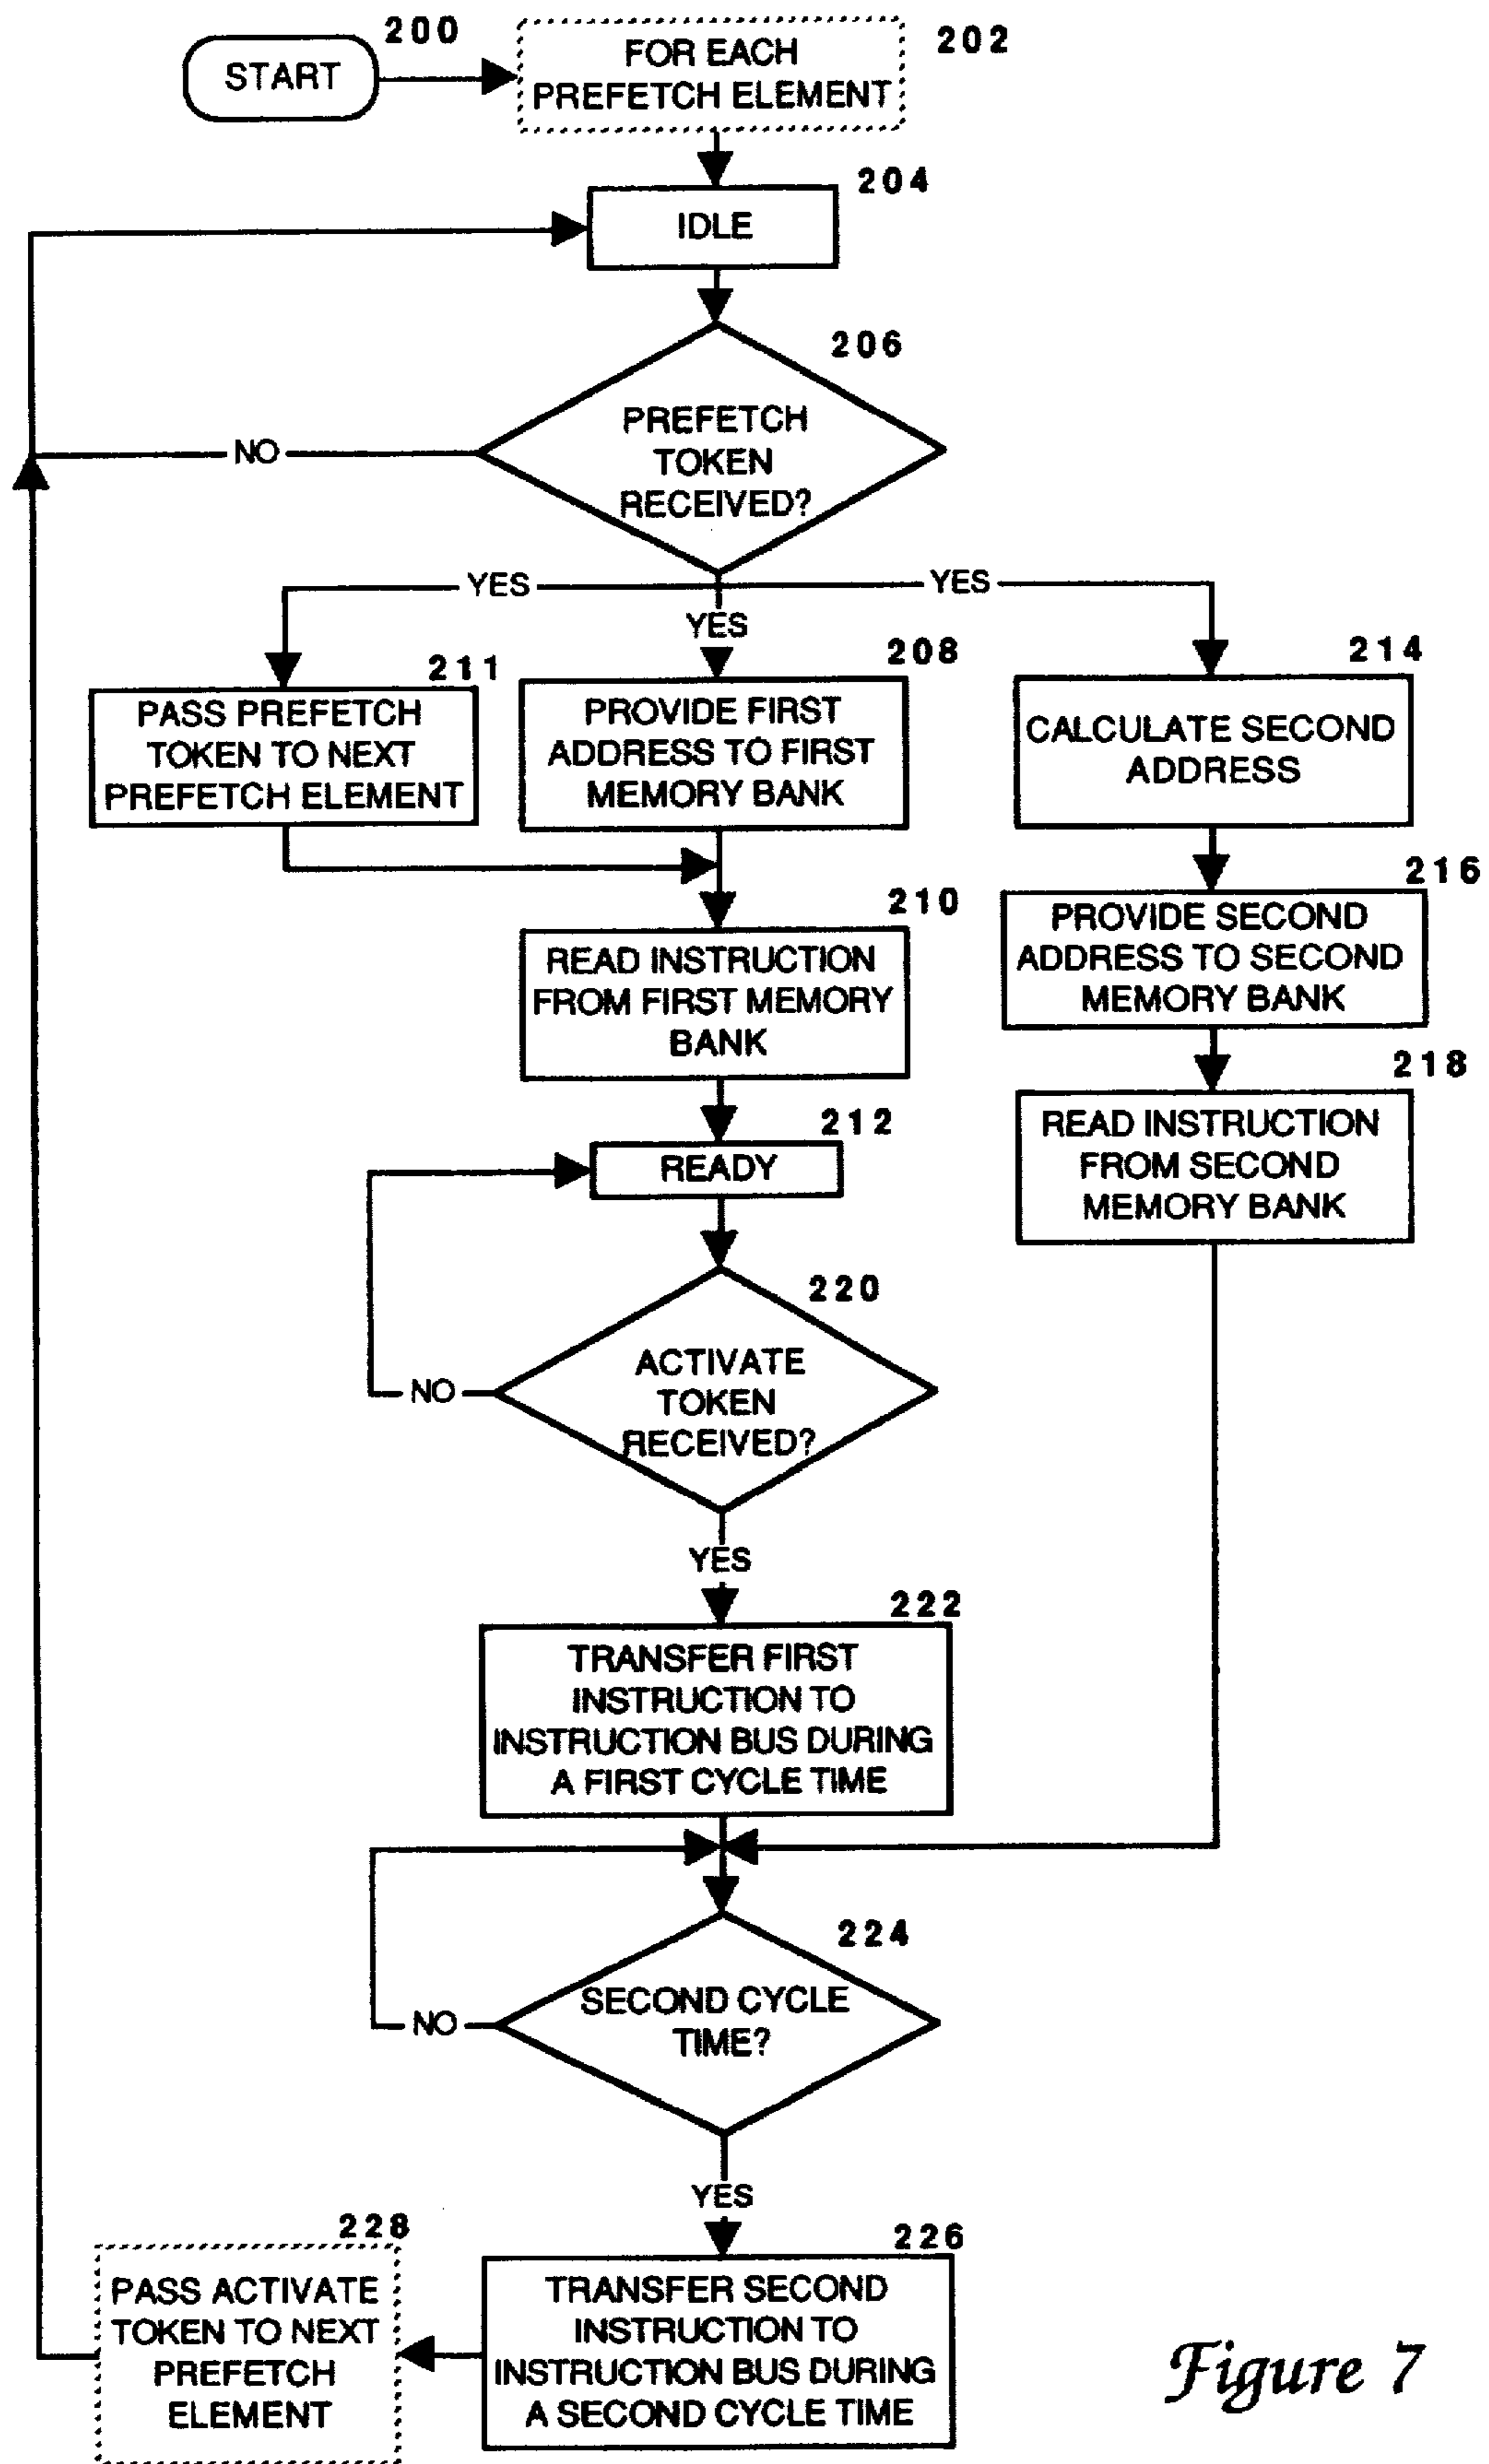 200
START
FOR EACH
PREFETCH ELEMENT
202
204
IDLE
206
PREFETCH
TOKEN
RECEIVED?
NO
YES
YES
YES
211
PASS PREFETCH
TOKEN TO NEXT
PREFETCH ELEMENT
208
PROVIDE FIRST
ADDRESS TO FIRST
MEMORY BANK
214
CALCULATE SECOND
ADDRESS
210
READ INSTRUCTION
FROM FIRST MEMORY
BANK
216
PROVIDE SECOND
ADDRESS TO SECOND
MEMORY BANK
218
READ INSTRUCTION
FROM SECOND
MEMORY BANK
212
READY
220
ACTIVATE
TOKEN
RECEIVED?
NO
YES
222
TRANSFER FIRST
INSTRUCTION TO
INSTRUCTION BUS DURING
A FIRST CYCLE TIME
224
SECOND CYCLE
TIME?
NO
YES
226
TRANSFER SECOND
INSTRUCTION TO
INSTRUCTION BUS DURING
A SECOND CYCLE TIME
228
PASS ACTIVATE
TOKEN TO NEXT
PREFETCH
ELEMENT
Figure 7